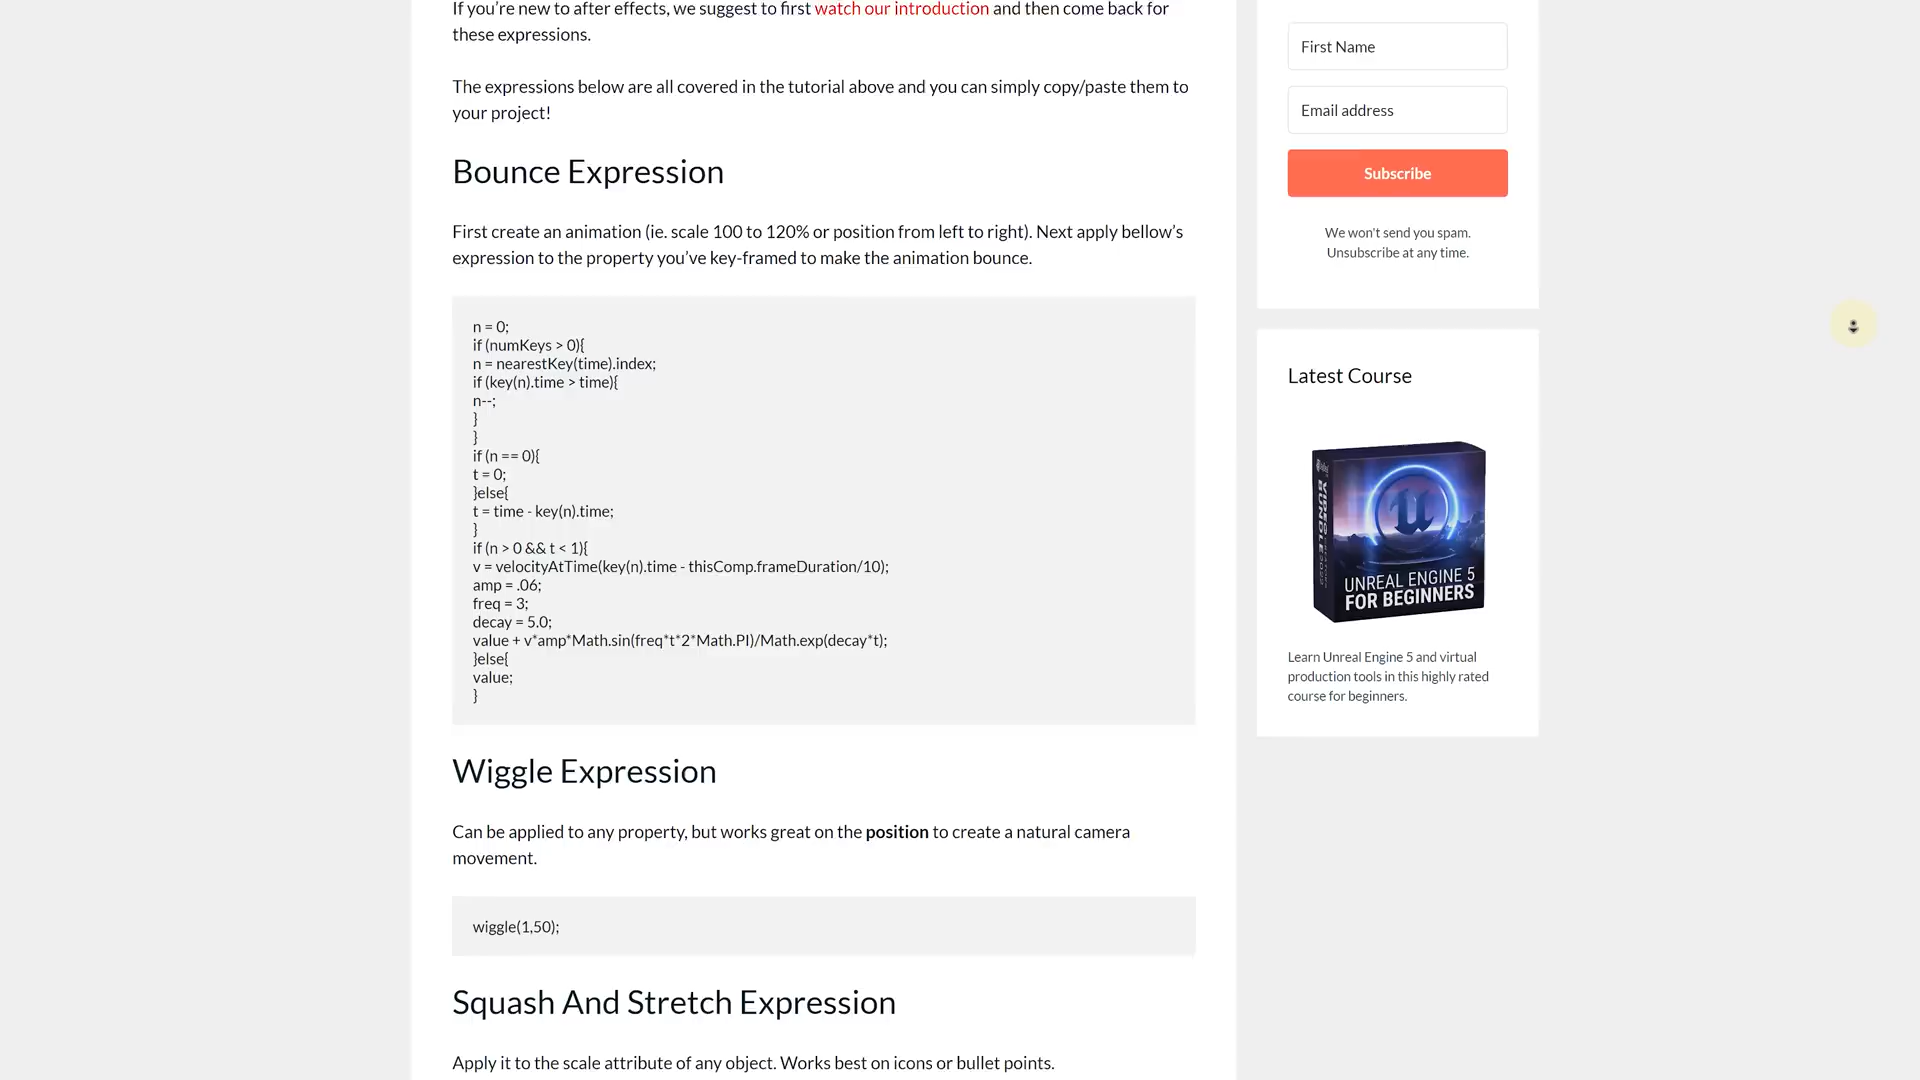 If you’re new to after effects, we suggest to first watch our introduction and then come back for
these expressions.
The expressions below are all covered in the tutorial above and you can simply copy/paste them to
your project!
Bounce Expression
First create an animation (ie. scale 100 to 120% or position from left to right). Next apply bellow’s
expression to the property you’ve key-framed to make the animation bounce.
n = 0;
if (numKeys > 0){
n = nearestKey(time).index;
if (key(n).time > time){
n--;
}
}
if (n == 0){
t = 0;
}else{
t = time - key(n).time;
}
if (n > 0 && t < 1){
v = velocityAtTime(key(n).time - thisComp.frameDuration/10);
amp = .06;
freq = 3;
decay = 5.0;
value + v*amp*Math.sin(freq*t*2*Math.PI)/Math.exp(decay*t);
}else{
value;
}
Wiggle Expression
Can be applied to any property, but works great on the position to create a natural camera
movement.
wiggle(1,50);
Squash And Stretch Expression
Apply it to the scale attribute of any object. Works best on icons or bullet points.
First Name
Email address
Subscribe
We won't send you spam.
Unsubscribe at any time.
Latest Course
UNREAL ENGINE 5
FOR BEGINNERS
Learn Unreal Engine 5 and virtual
production tools in this highly rated
course for beginners.